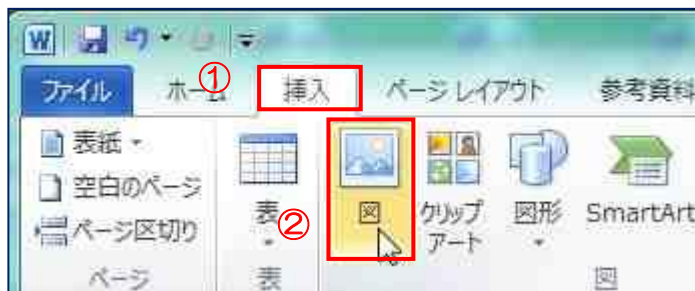 W
①
ファイル ホーム 挿入 ページ レイアウト 参考資料
表紙
空白のページ
ページ区切り
ページ
表
表
②
図
クリップ
アート
図形
SmartArt
図